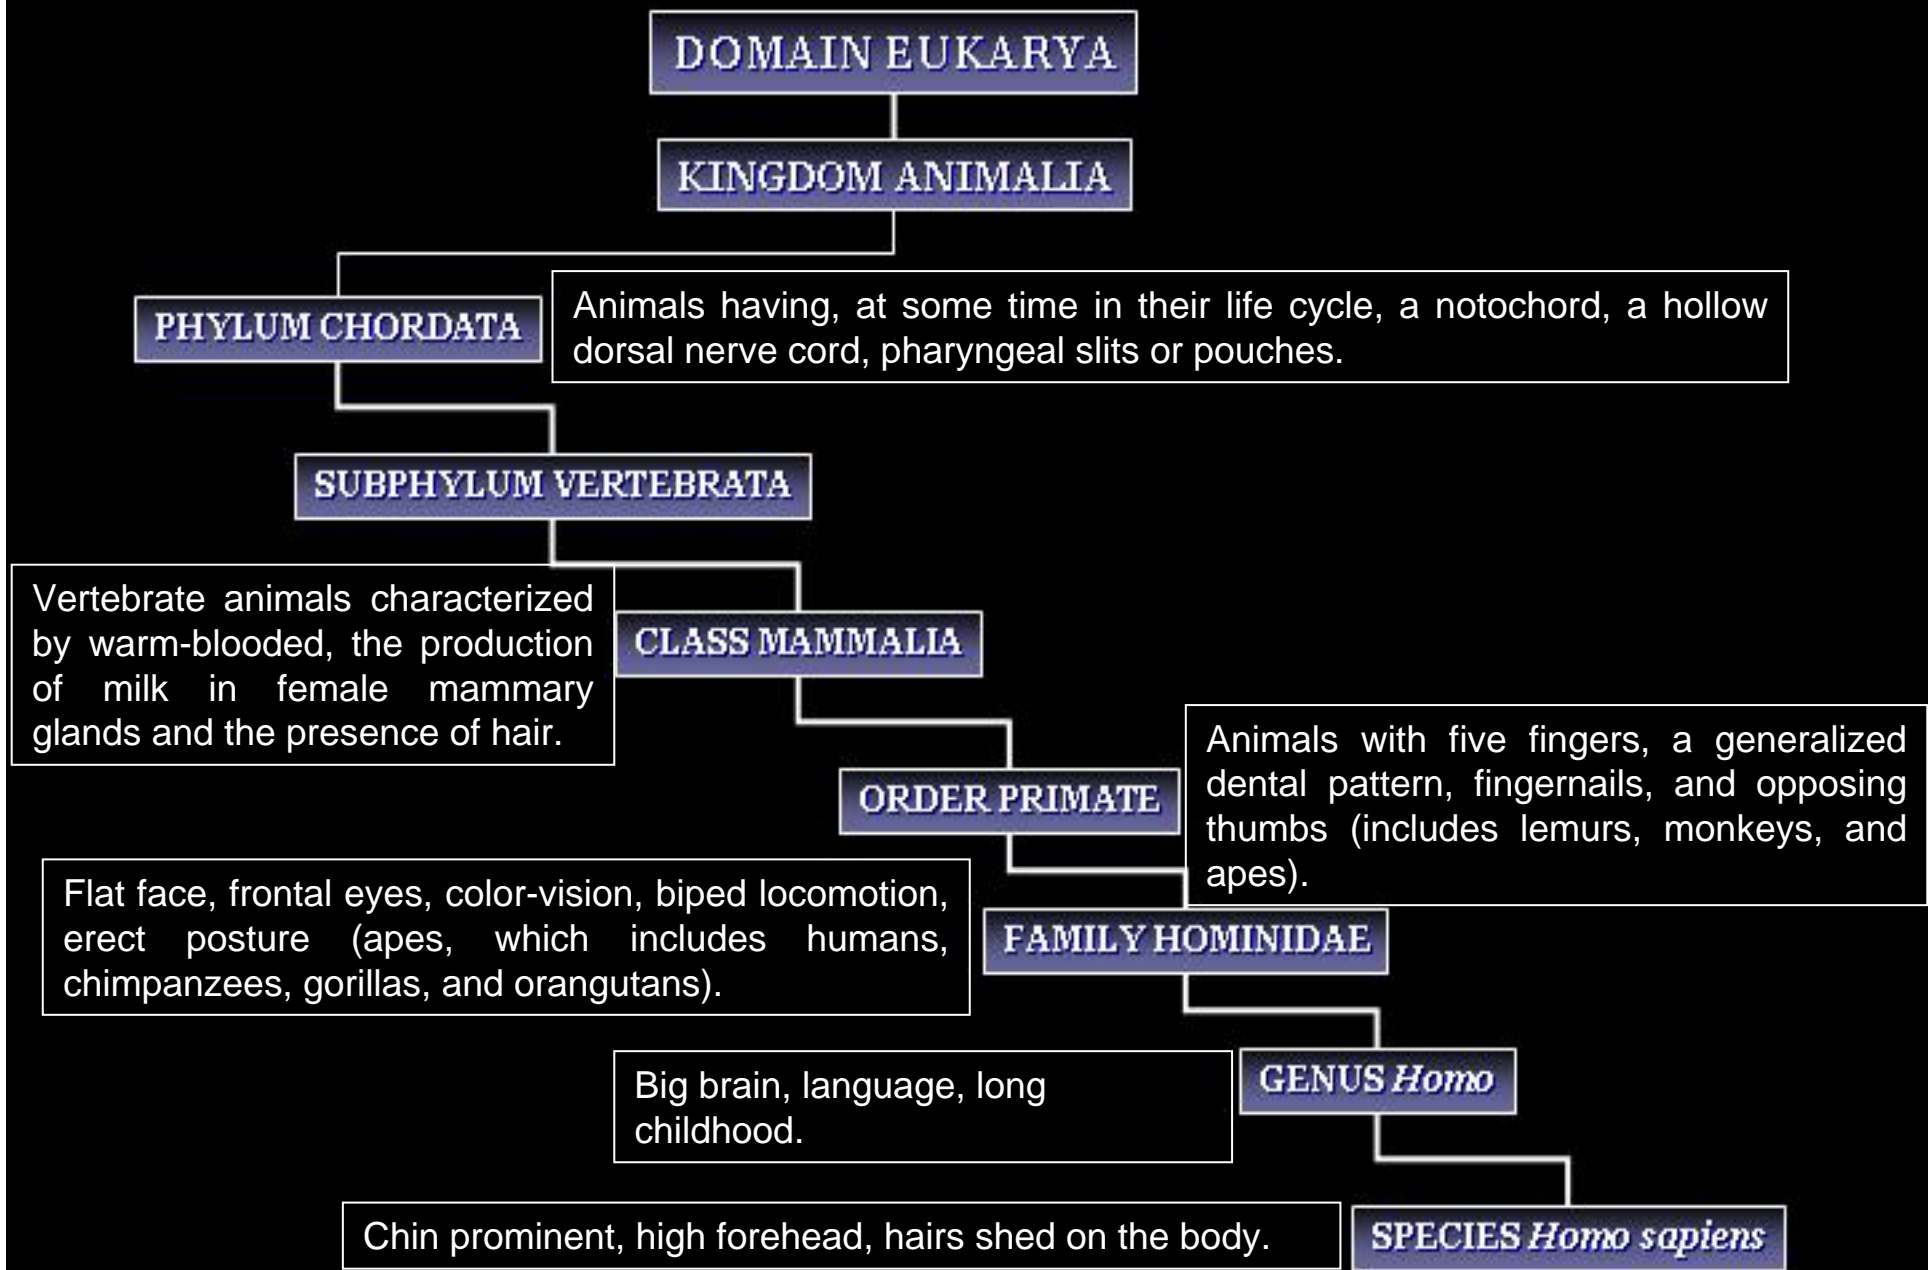 DOMAIN EUKARYA
KINGDOM ANIMALIA
PHYLUM CHORDATA
Animals having, at some time in their life cycle, a notochord, a hollow
dorsal nerve cord, pharyngeal slits or pouches.
SUBPHYLUM VERTEBRATA
Vertebrate animals characterized
by warm-blooded, the production
of milk in female mammary
glands and the presence of hair.
CLASS MAMMALIA
ORDER PRIMATE
Animals with five fingers, a generalized
dental pattern, fingernails, and opposing
thumbs (includes lemurs, monkeys, and
apes).
Flat face, frontal eyes, color-vision, biped locomotion,
erect posture (apes, which includes humans,
chimpanzees, gorillas, and orangutans).
FAMILY HOMINIDAE
Big brain, language, long
childhood.
GENUS Homo
Chin prominent, high forehead, hairs shed on the body.
SPECIES Homo sapiens